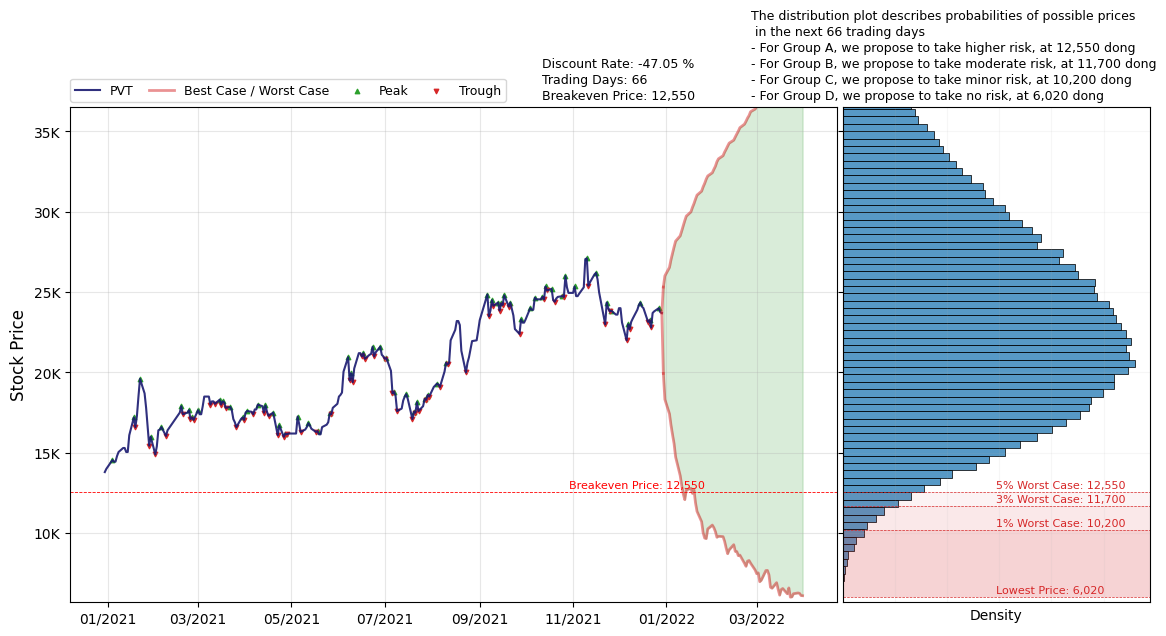 The distribution plot describes probabilities of possible prices
in the next 66 trading days
- For Group A, we propose to take higher risk, at 12,550 dong
- For Group B, we propose to take moderate risk, at 11,700 dong
- For Group C, we propose to take minor risk, at 10,200 dong
- For Group D, we propose to take no risk, at 6,020 dong
Discount Rate: -47.05 %
Trading Days: 66
Breakeven Price: 12,550
PVT
Best Case / Worst Case
Peak
Trough
Stock Price
35K
30K
25K
20K
15K
10K
Breakeven Price: 12,550
5% Worst Case: 12,550
3% Worst Case: 11,700
1% Worst Case: 10,200
Lowest Price: 6,020
01/2021
03/2021
05/2021
07/2021
09/2021
11/2021
01/2022
03/2022
Density